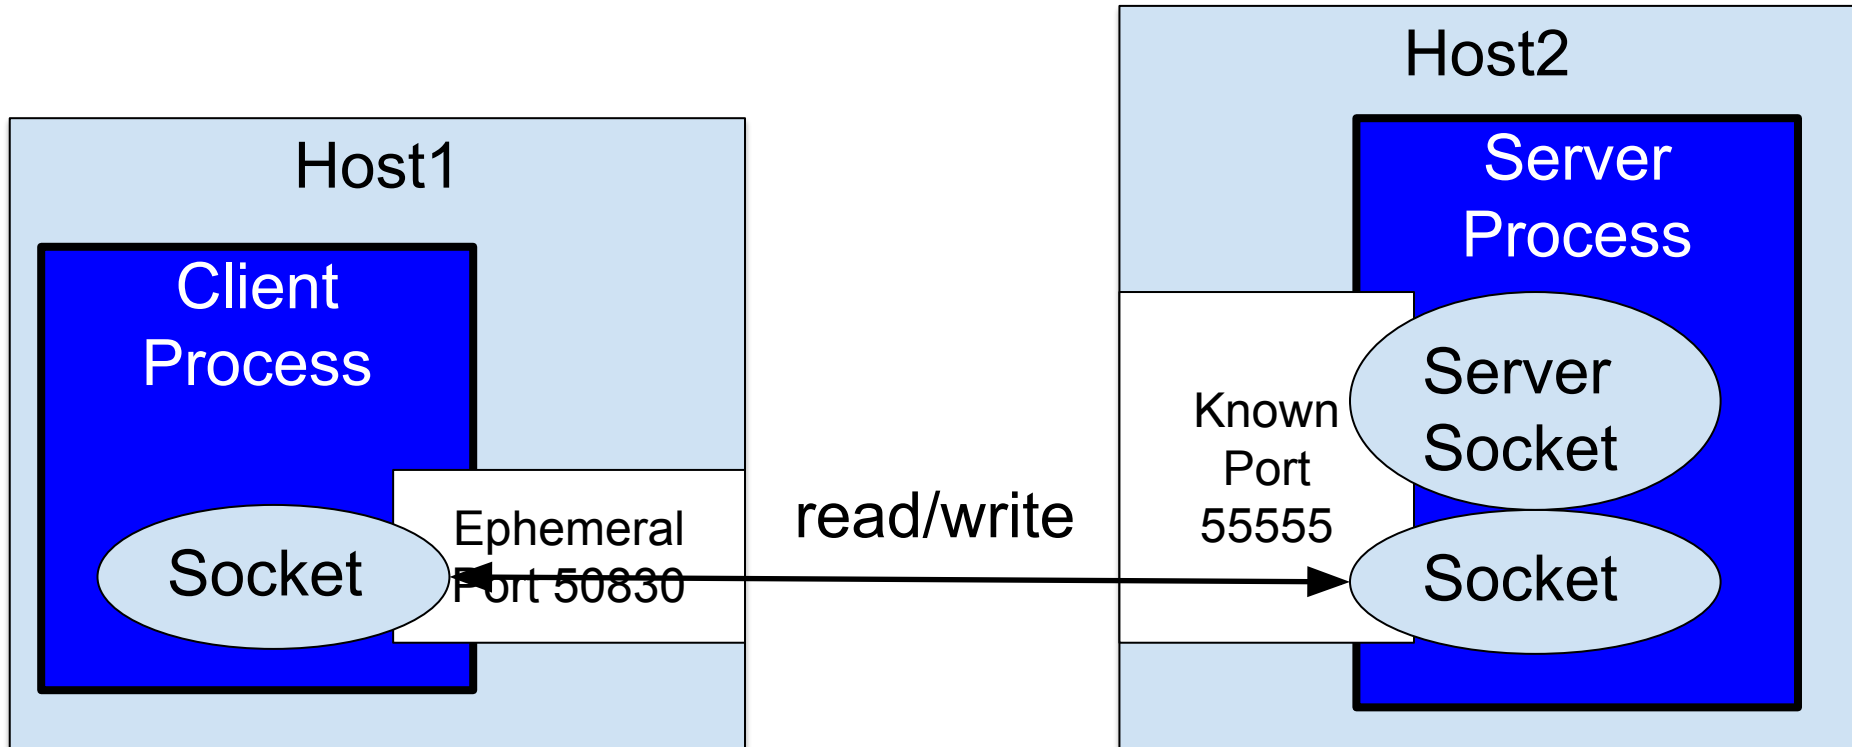 Host1
Client
Process
Socket
Ephemeral
Port 50830
read/write
Host2
Server
Process
Known
Port
55555
Server
Socket
Socket